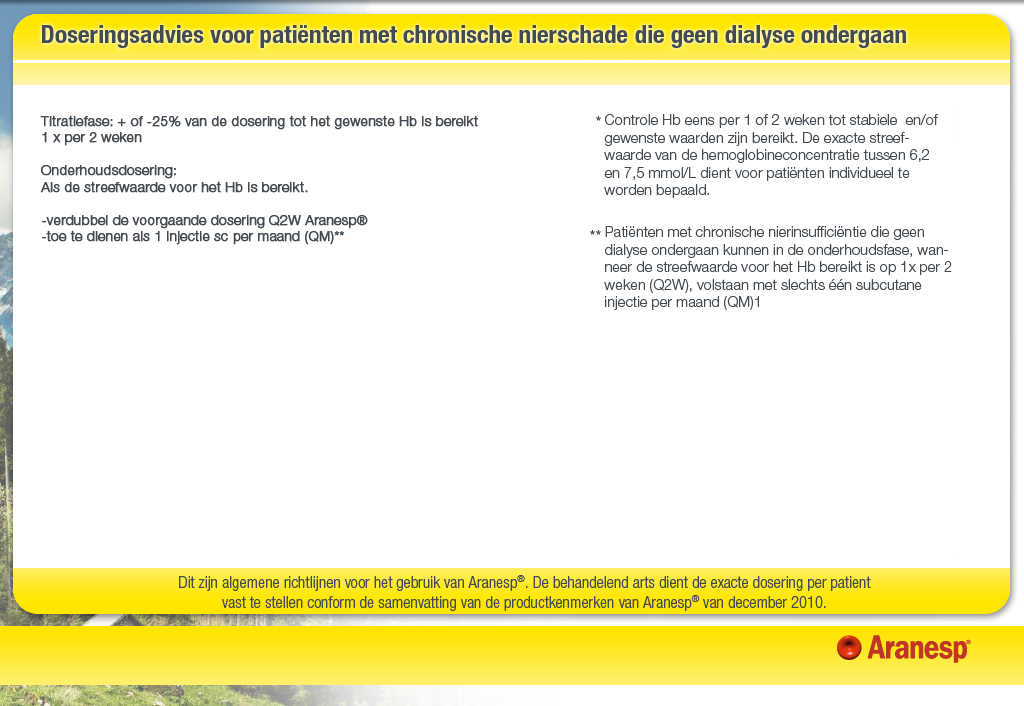 Doseringsadvies voor patiënten met chronische nierschade die geen dialyse ondergaan
Titratiefase: + of -25% van de dosering tot het gewenste Hb is bereikt
1 x per 2 weken
Onderhoudsdosering:
Als de streefwaarde voor het Hb is bereikt.
-verdubbel de voorgaande dosering Q2W Aranesp®
-toe te dienen als 1 injectie sc per maand (QM)**
* Controle Hb eens per 1 of 2 weken tot stabiele en/of
gewenste waarden zijn bereikt. De exacte streef-
waarde van de hemoglobineconcentratie tussen 6,2
en 7,5 mmol/L dient voor patiënten individueel te
worden bepaald.
** Patiënten met chronische nierinsufficiëntie die geen
dialyse ondergaan kunnen in de onderhoudsfase, wan-
neer de streefwaarde voor het Hb bereikt is op 1x per 2
weken (Q2W), volstaan met slechts één subcutane
injectie per maand (QM)1
Dit zijn algemene richtlijnen voor het gebruik van Aranesp®. De behandelend arts dient de exacte dosering per patient
vast te stellen conform de samenvatting van de productkenmerken van Aranesp® van december 2010.
Aranesp®